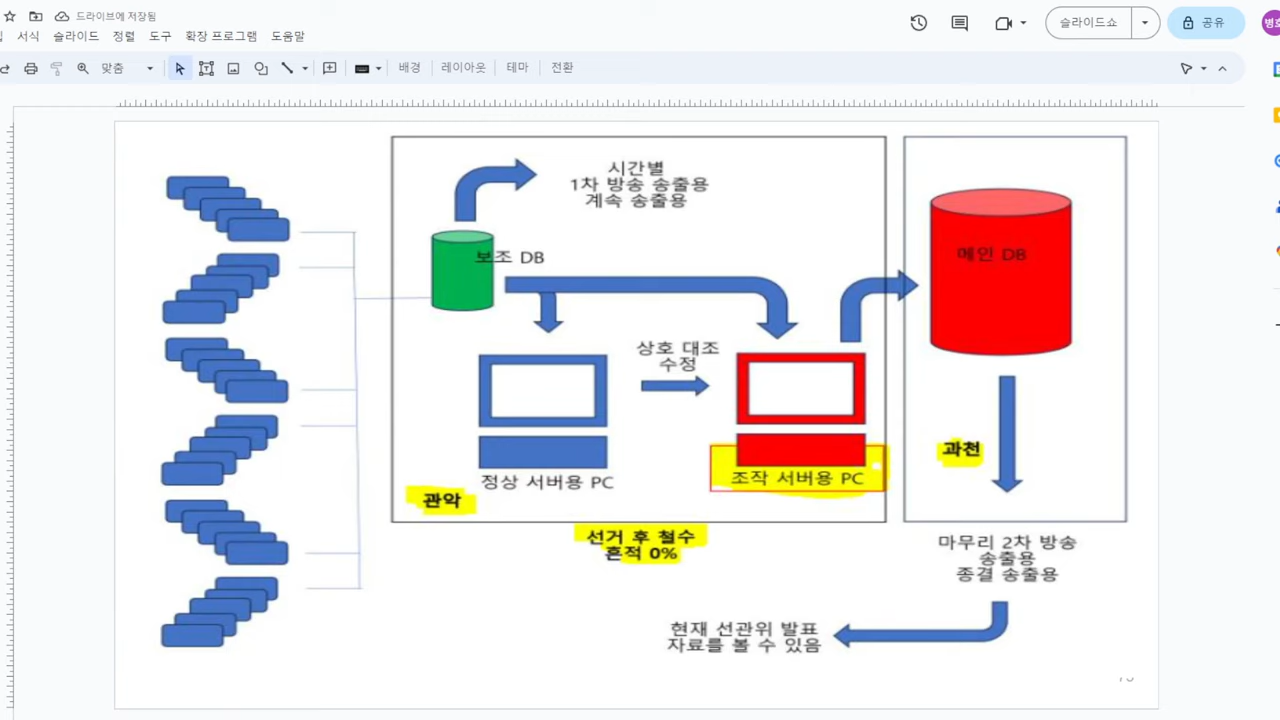 드라이브에 저장됨
서식 슬라이드 정렬 도구 확장 프로그램 도움말
슬라이드쇼
공유
맞춤
배경 레이아웃 테마 전환
시간별
1차 방송 송출용
계속 송출용
보조 DB
메인 DB
상호 대조
수정
정상 서버용 PC
조작 서버용 PC
관악
과천
선거 후 철수
흔적 0%
마무리 2차 방송
송출용
종결 송출용
현재 선관위 발표
자료를 볼 수 있음